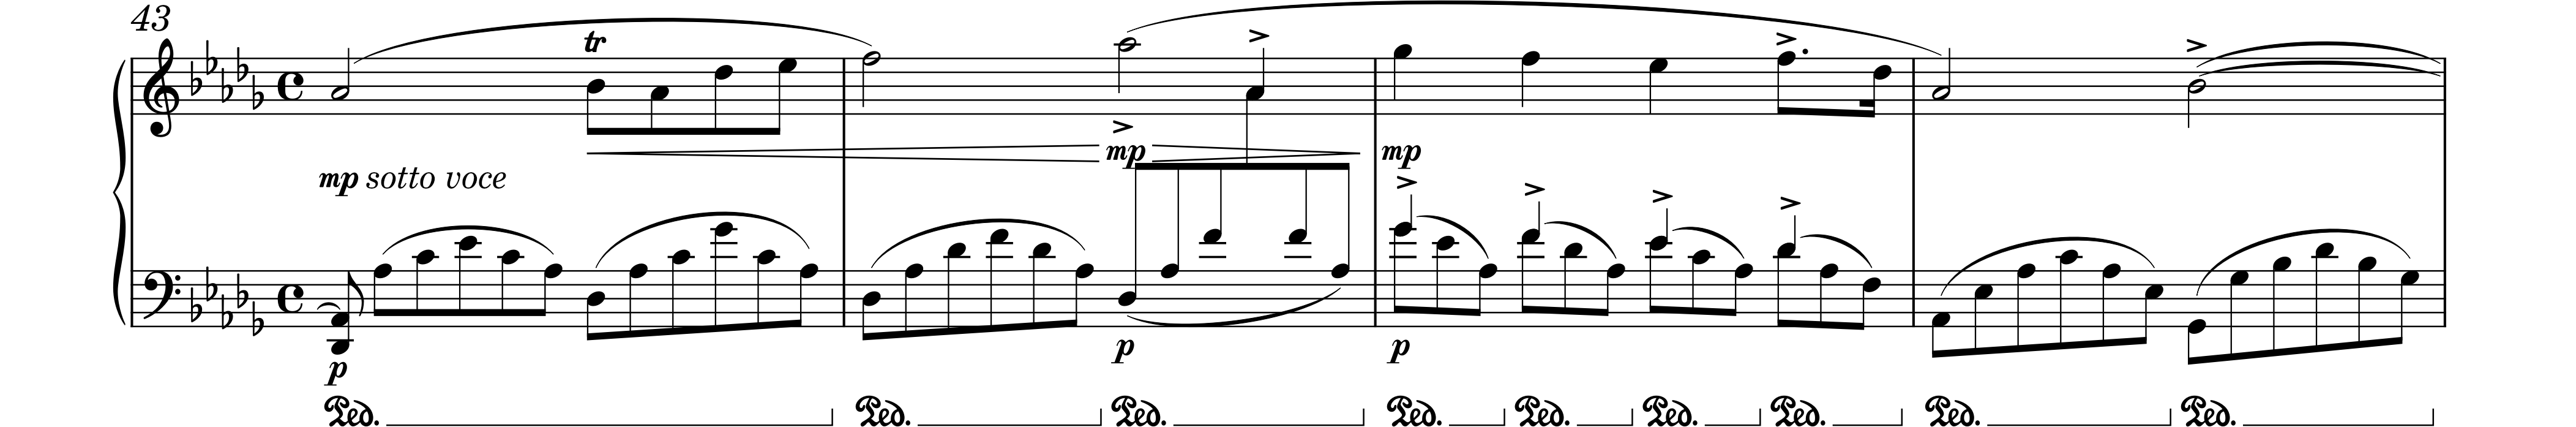 43
tr
mp mp
mp sotto voce
p p p
Ped. Ped. Ped. Ped. Ped. Ped. Ped. Ped. Ped.